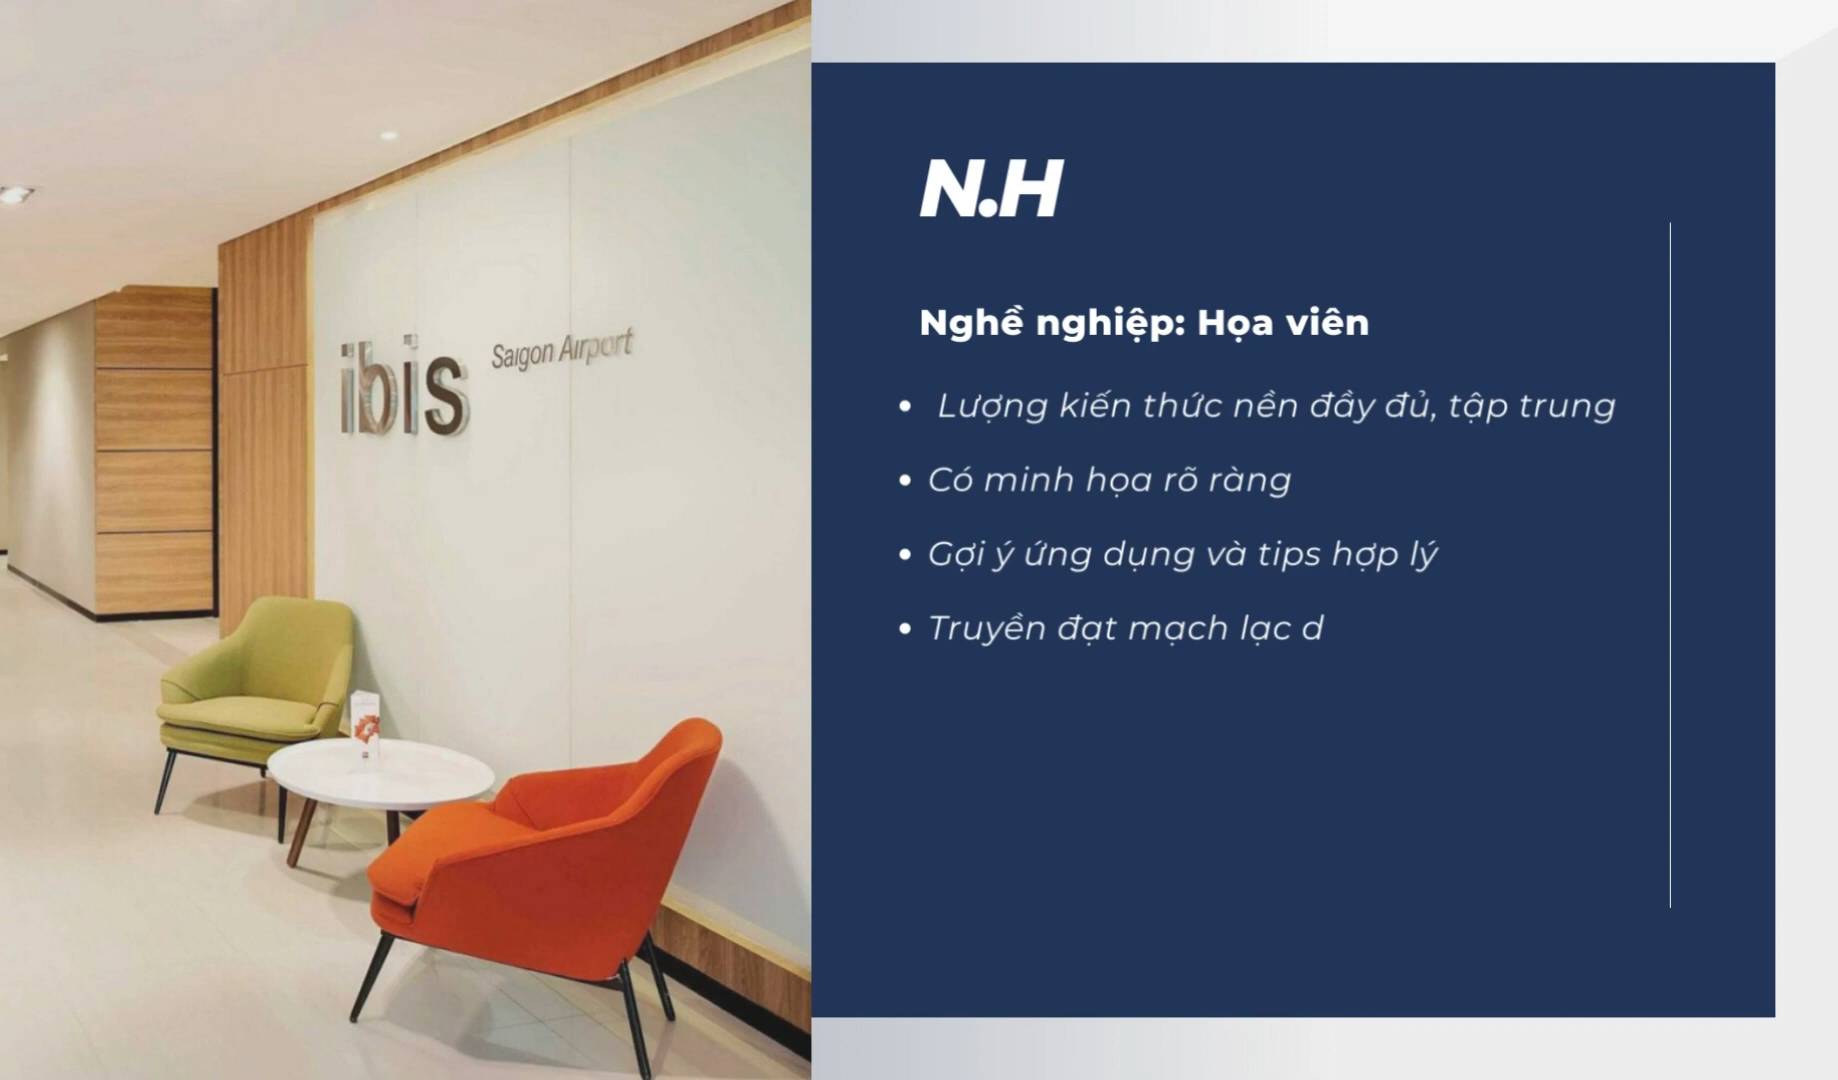 ibis Saigon Airport
N.H
Nghề nghiệp: Họa viên
Lượng kiến thức nền đầy đủ, tập trung
Có minh họa rõ ràng
Gợi ý ứng dụng và tips hợp lý
Truyền đạt mạch lạc d